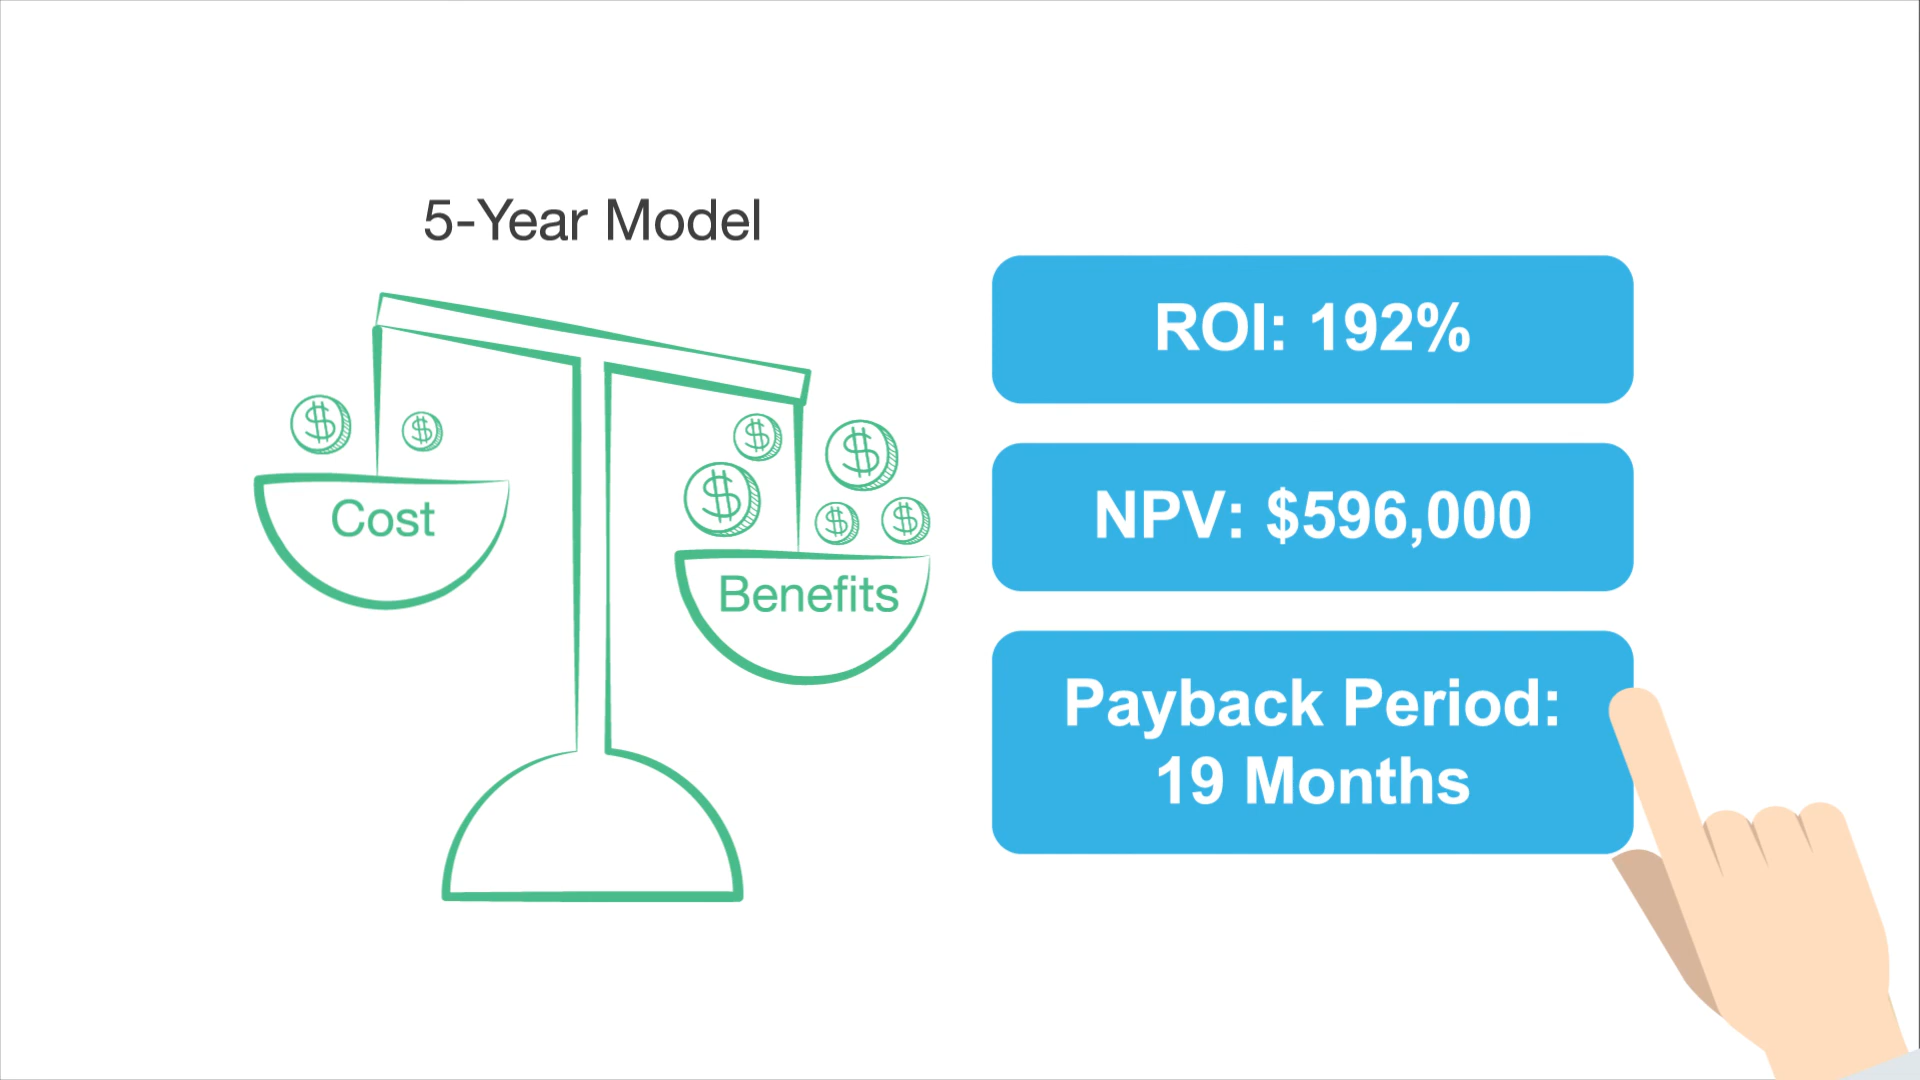 5-Year Model
Cost
Benefits
ROI: 192%
NPV: $596,000
Payback Period:
19 Months